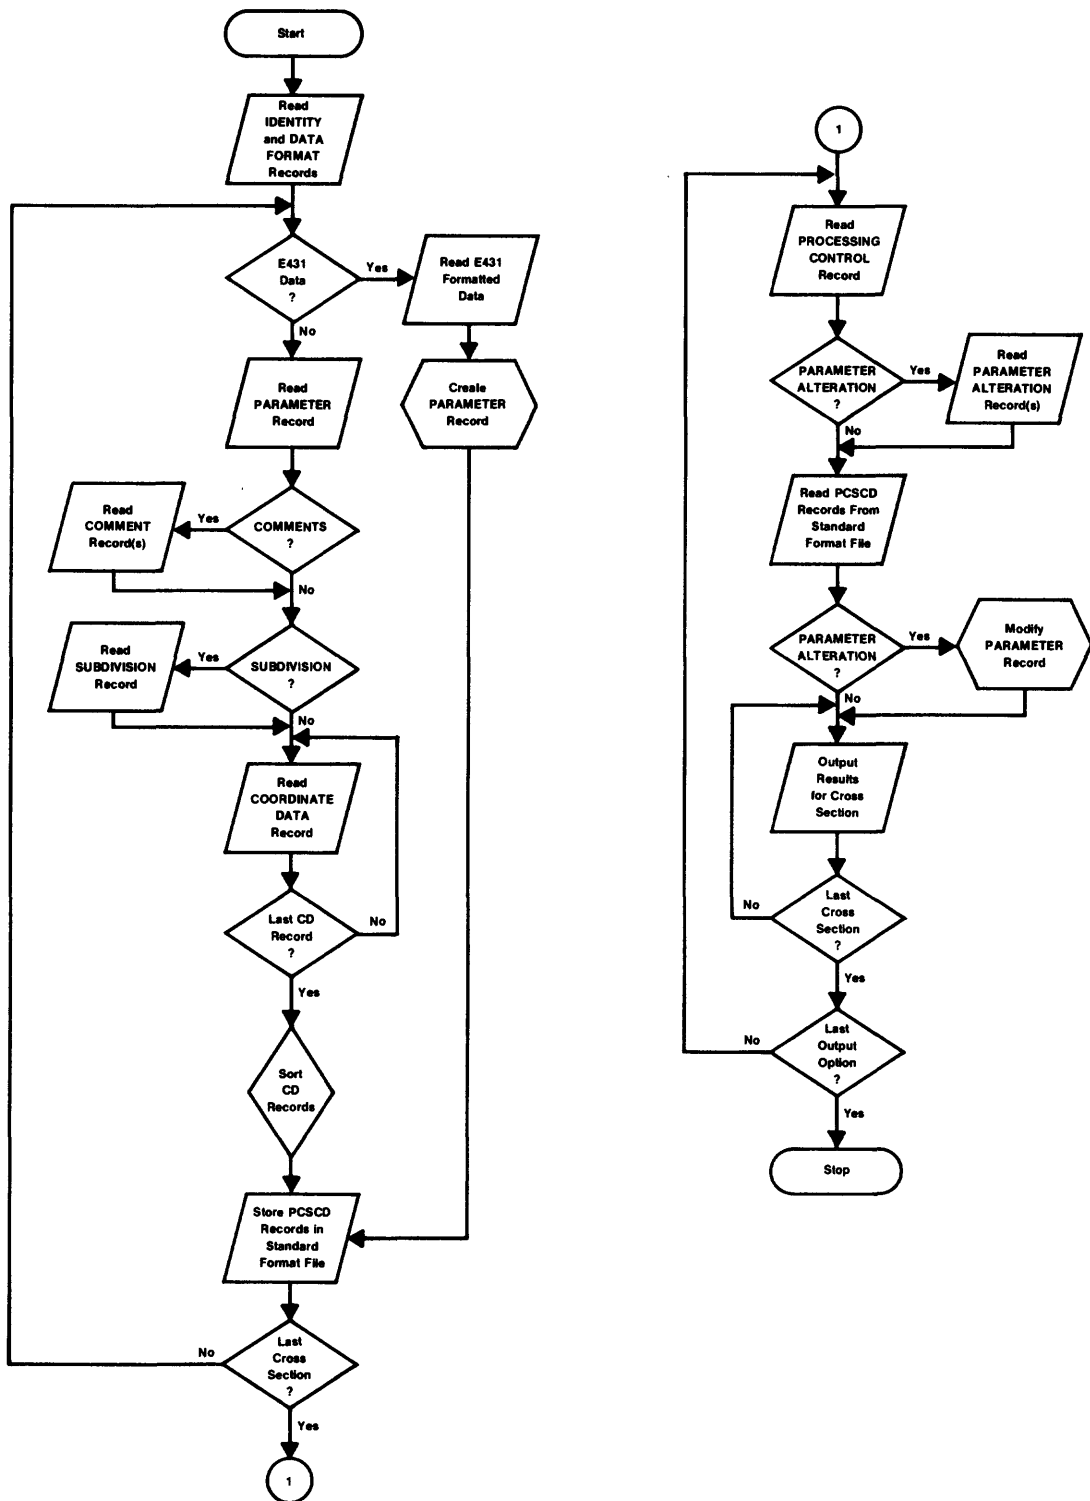 Start
Read
IDENTITY
and DATA
FORMAT
Records
E431
Data
?
Yes
Read E431
Formatted
Data
No
Read
PARAMETER
Record
Create
PARAMETER
Record
Read
COMMENT
Record(s)
Yes
COMMENTS
?
No
Read
SUBDIVISION
Record
Yes
SUBDIVISION
?
No
Read
COORDINATE
DATA
Record
Last CD
Record
?
No
Yes
Sort
CD
Records
Store PCSCD
Records in
Standard
Format File
No
Last
Cross
Section
?
Yes
1
1
Read
PROCESSING
CONTROL
Record
PARAMETER
ALTERATION
?
Yes
Read
PARAMETER
ALTERATION
Record(s)
No
Read PCSCD
Records From
Standard
Format File
PARAMETER
ALTERATION
?
Yes
Modify
PARAMETER
Record
No
Output
Results
for Cross
Section
No
Last
Cross
Section
?
Yes
No
Last
Output
Option
?
Yes
Stop